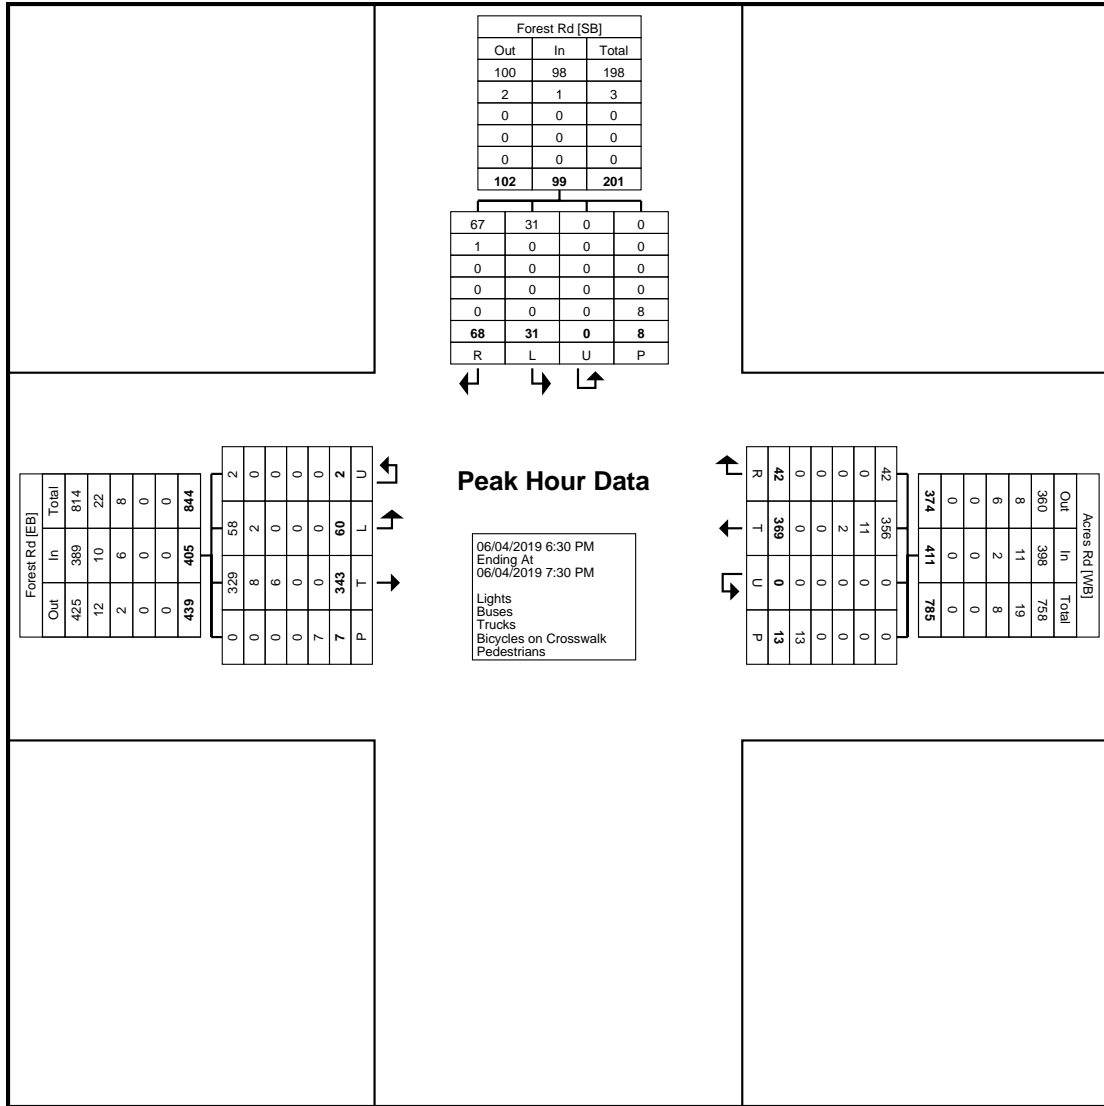 Forest Rd [SB]
Out In Total
100 98 198
2 1 3
0 0 0
0 0 0
0 0 0
102 99 201
67 31 0 0
1 0 0 0
0 0 0 0
0 0 0 0
0 0 0 8
68 31 0 8
R L U P
Forest Rd [EB]
Out In Total
425 389 814
12 10 22
2 6 8
0 0 0
0 0 0
439 405 844
0 329 58 2
0 8 2 0
0 6 0 0
0 0 0 0
7 0 0 0
7 343 60 2
P T L U
Peak Hour Data
06/04/2019 6:30 PM
Ending At
06/04/2019 7:30 PM
Lights
Buses
Trucks
Bicycles on Crosswalk
Pedestrians
Acres Rd [WB]
Out In Total
360 398 758
8 11 19
6 2 8
0 0 0
0 0 0
374 411 785
42 356 0 0
0 11 0 0
0 2 0 0
0 0 0 0
0 0 0 13
42 369 0 13
R T U P